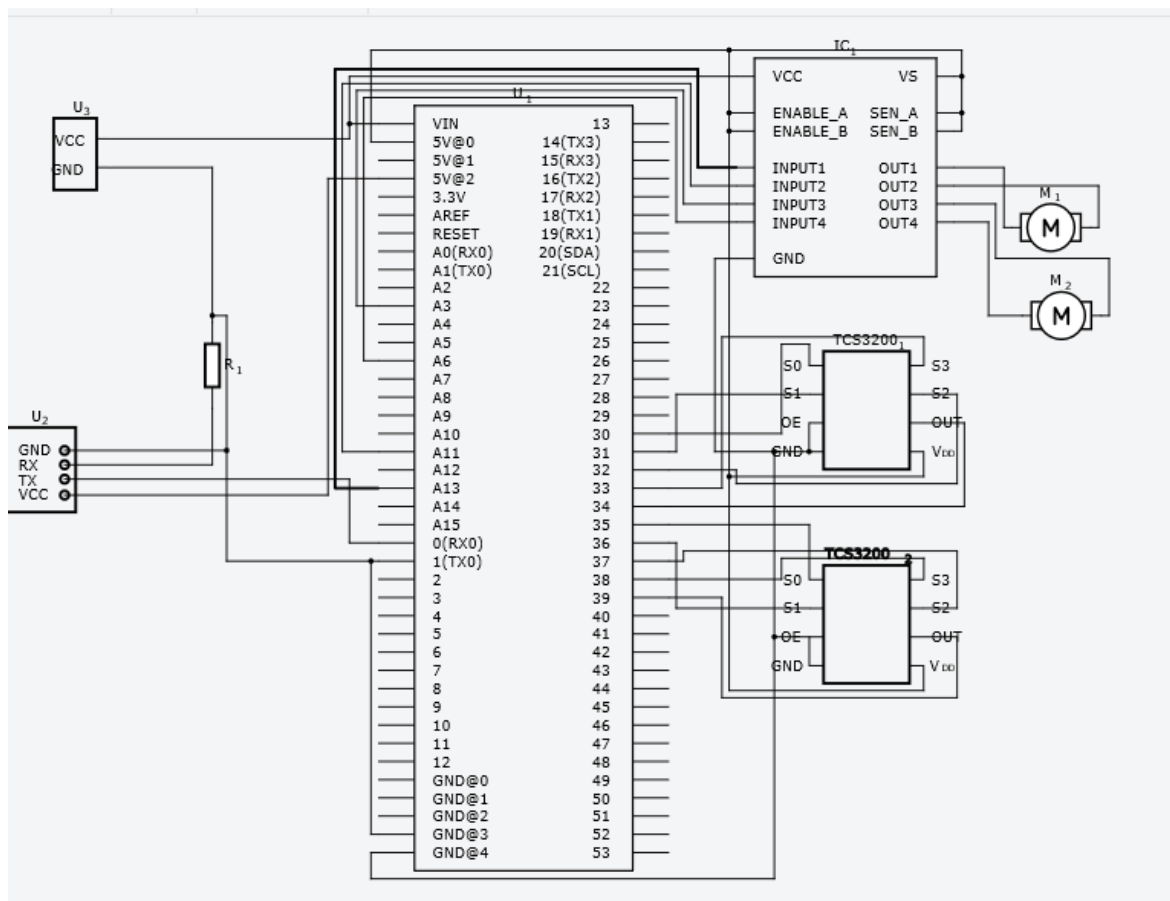 U3
VCC
GND
R1
U2
GND
RX
TX
VCC
U1
VIN
5V@0
5V@1
5V@2
3.3V
AREF
RESET
A0(RX0)
A1(TX0)
A2
A3
A4
A5
A6
A7
A8
A9
A10
A11
A12
A13
A14
A15
0(RX0)
1(TX0)
2
3
4
5
6
7
8
9
10
11
12
GND@0
GND@1
GND@2
GND@3
GND@4
13
14(TX3)
15(RX3)
16(TX2)
17(RX2)
18(TX1)
19(RX1)
20(SDA)
21(SCL)
22
23
24
25
26
27
28
29
30
31
32
33
34
35
36
37
38
39
40
41
42
43
44
45
46
47
48
49
50
51
52
53
IC1
VCC VS
ENABLE_A SEN_A
ENABLE_B SEN_B
INPUT1 OUT1
INPUT2 OUT2
INPUT3 OUT3
INPUT4 OUT4
GND
M1
M
M2
M
TCS3200 1
S0 S3
S1 S2
OE OUT
GND VDD
TCS3200 2
S0 S3
S1 S2
OE OUT
GND VDD